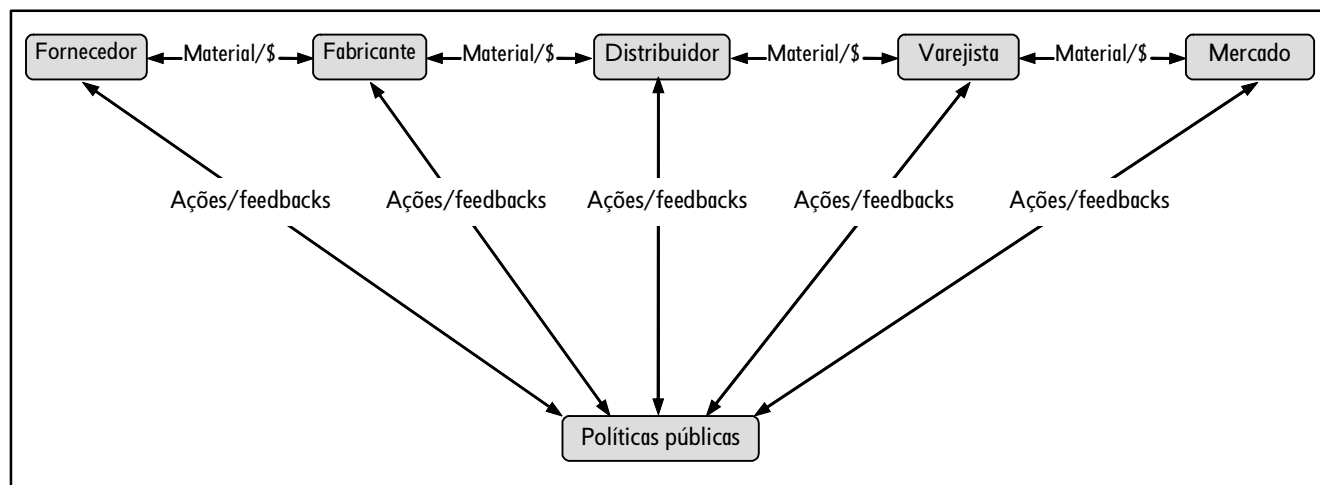 Fornecedor Material/$ Fabricante Material/$ Distribuidor Material/$ Varejista Material/$ Mercado
Ações/feedbacks Ações/feedbacks Ações/feedbacks Ações/feedbacks Ações/feedbacks
Políticas públicas